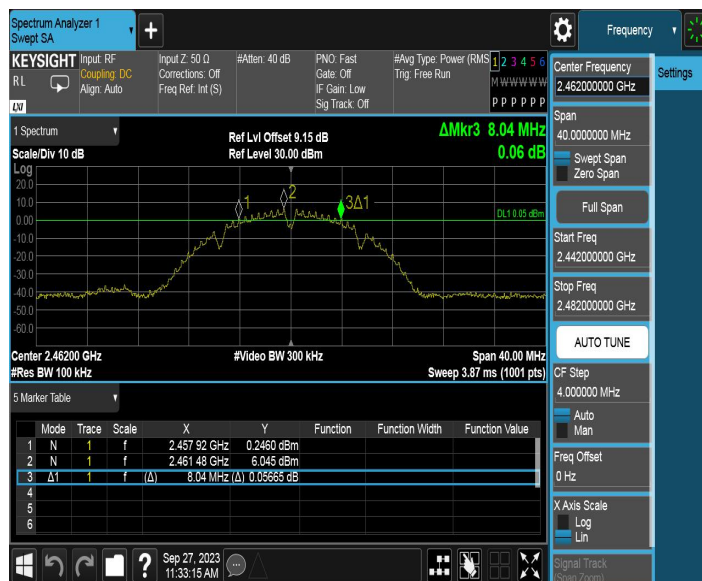 Spectrum Analyzer 1
Swept SA
+
Frequency
KEYSIGHT Input: RF Input Z: 50 Ω #Atten: 40 dB PNO: Fast #Avg Type: Power (RMS 1 2 3 4 5 6
RL Coupling: DC Corrections: Off Gate: Off Trig: Free Run M W W W W W
Align: Auto Freq Ref: Int (S) IF Gain: Low
LNI Sig Track: Off P P P P P P
1 Spectrum Ref Lvl Offset 9.15 dB ΔMkr3 8.04 MHz
Scale/Div 10 dB Ref Level 30.00 dBm 0.06 dB
Log
20.0
10.0
0.00
-10.0
-20.0
-30.0
-40.0
-50.0
-60.0
1
2
3Δ1
DL1 0.05 dBm
Center 2.46200 GHz #Video BW 300 kHz Span 40.00 MHz
#Res BW 100 kHz Sweep 3.87 ms (1001 pts)
5 Marker Table
Mode Trace Scale X Y Function Function Width Function Value
1 N 1 f 2.457 92 GHz 0.2460 dBm
2 N 1 f 2.461 48 GHz 6.045 dBm
3 Δ1 1 f (Δ) 8.04 MHz (Δ) 0.05665 dB
4
5
6
? Sep 27, 2023
11:33:15 AM
Center Frequency
2.462000000 GHz
Settings
Span
40.0000000 MHz
Swept Span
Zero Span
Full Span
Start Freq
2.442000000 GHz
Stop Freq
2.482000000 GHz
AUTO TUNE
CF Step
4.000000 MHz
Auto
Man
Freq Offset
0 Hz
X Axis Scale
Log
Lin
Signal Track
(Span Zoom)